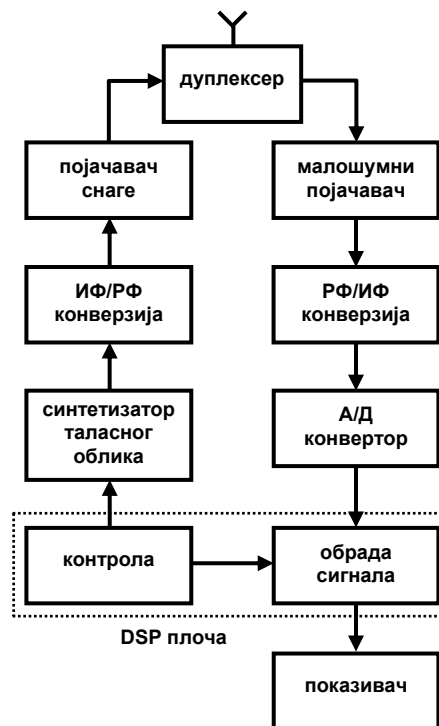 дуплексер
појачавач
снаге
малошумни
појачавач
ИФ/РФ
конверзија
РФ/ИФ
конверзија
синтетизатор
таласног
облика
А/Д
конвертор
контрола
обрада
сигнала
DSP плоча
показивач